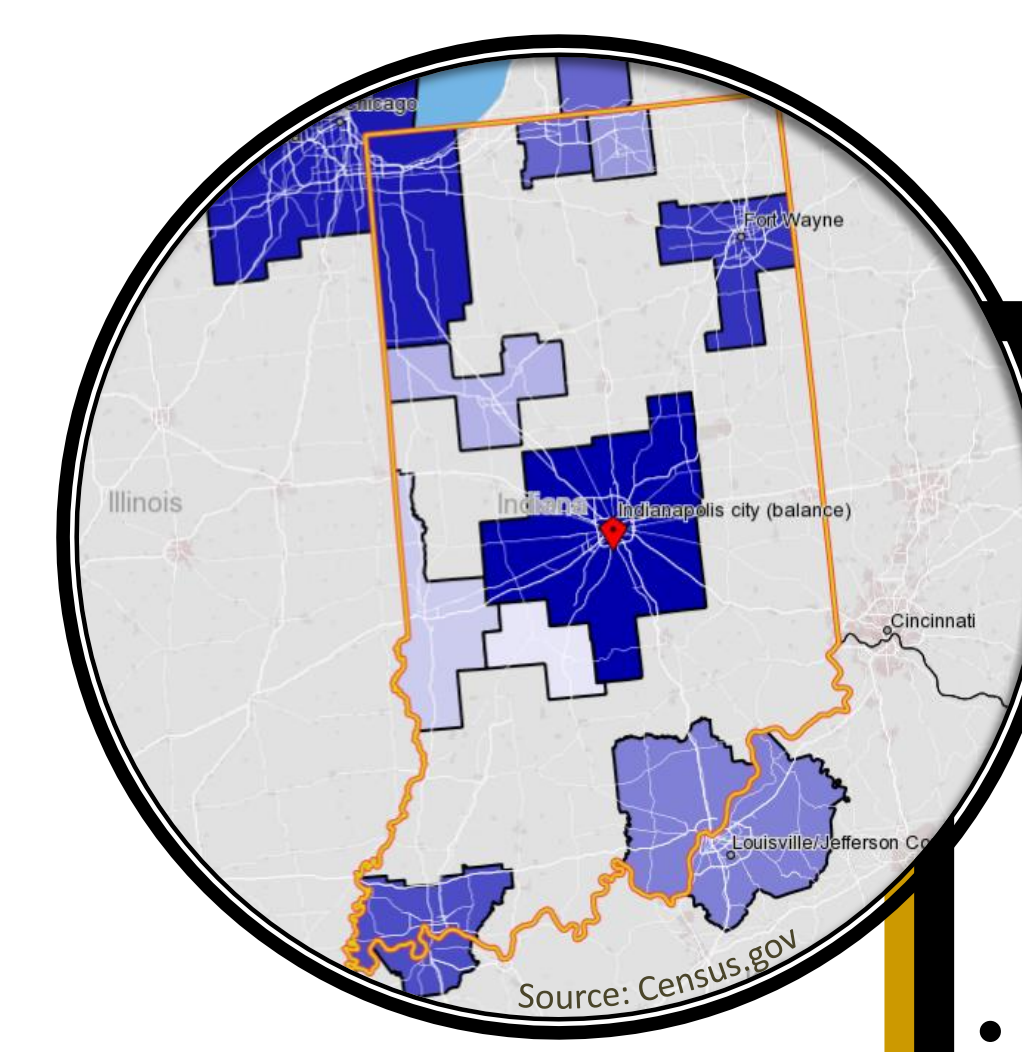 Chicago
Fort Wayne
Illinois
Indiana
Indianapolis city (balance)
Cincinnati
Louisville/Jefferson Co
Source: Census.gov